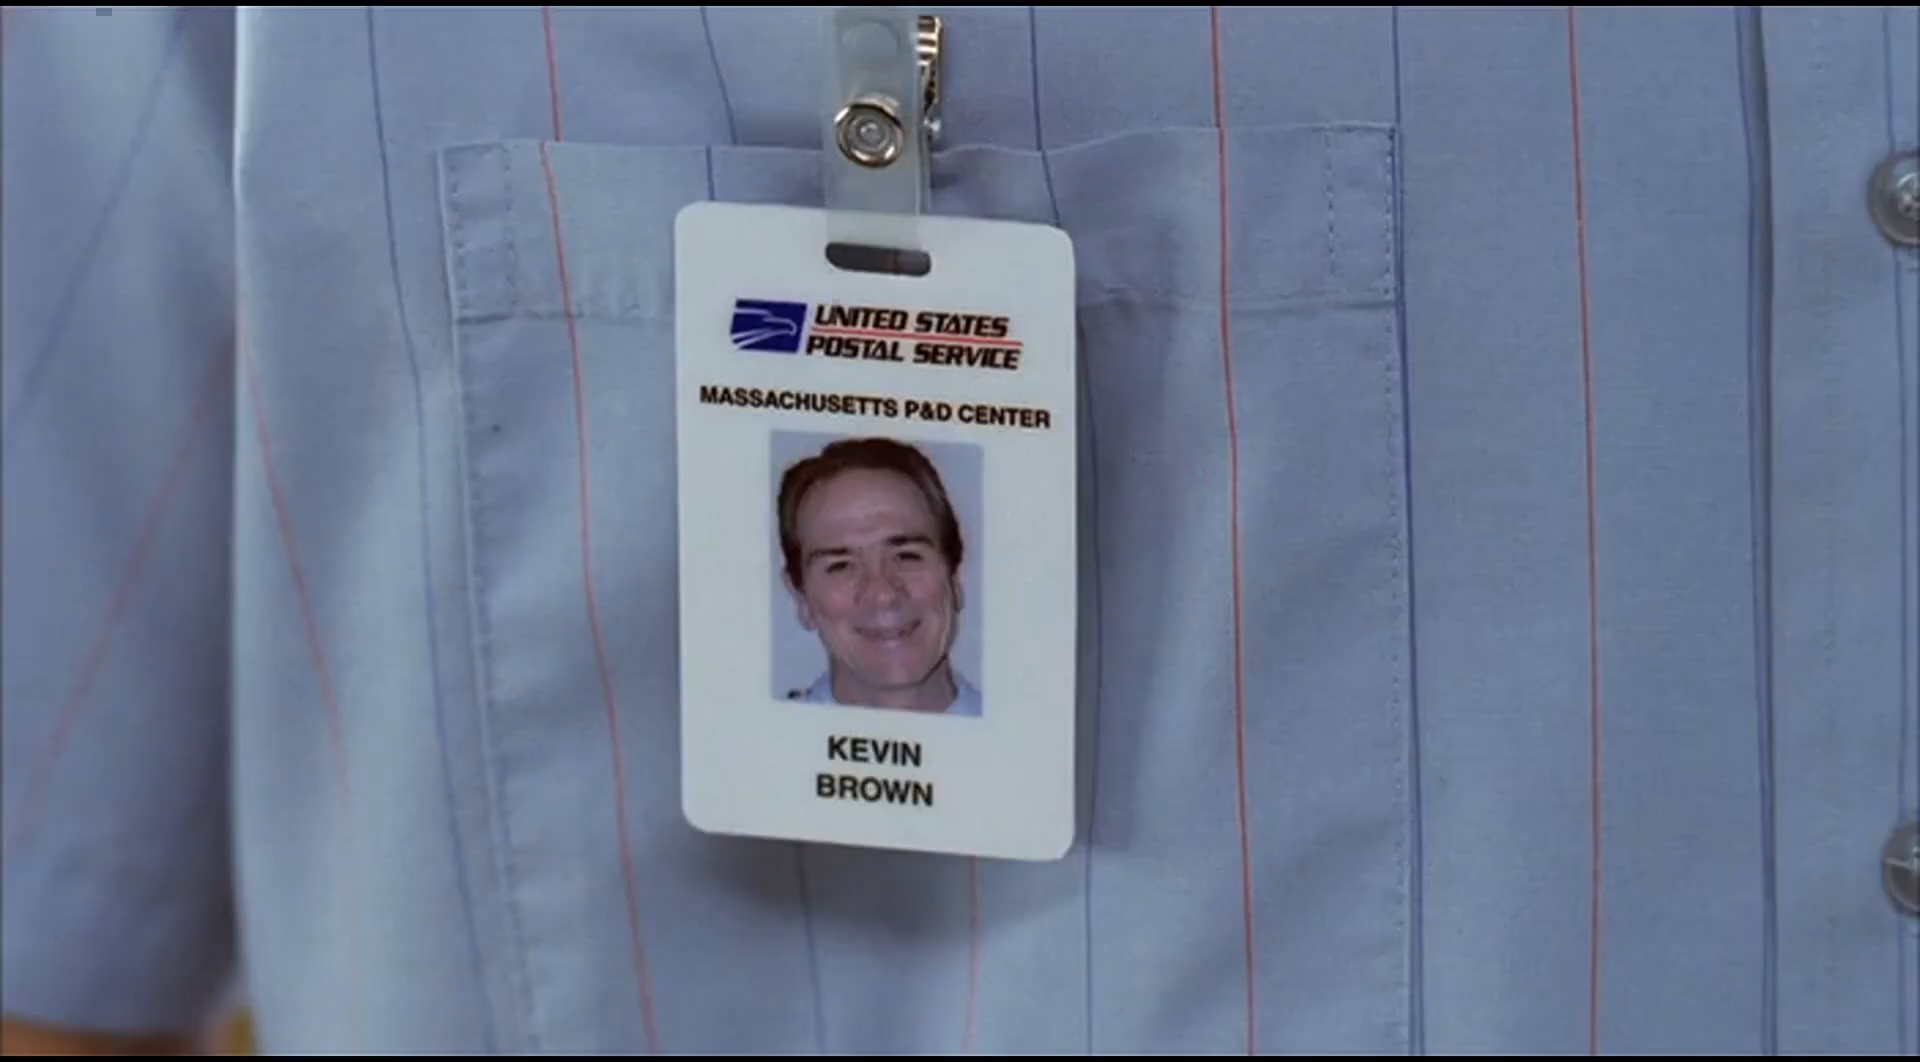 UNITED STATES
POSTAL SERVICE
MASSACHUSETTS P&D CENTER
KEVIN
BROWN